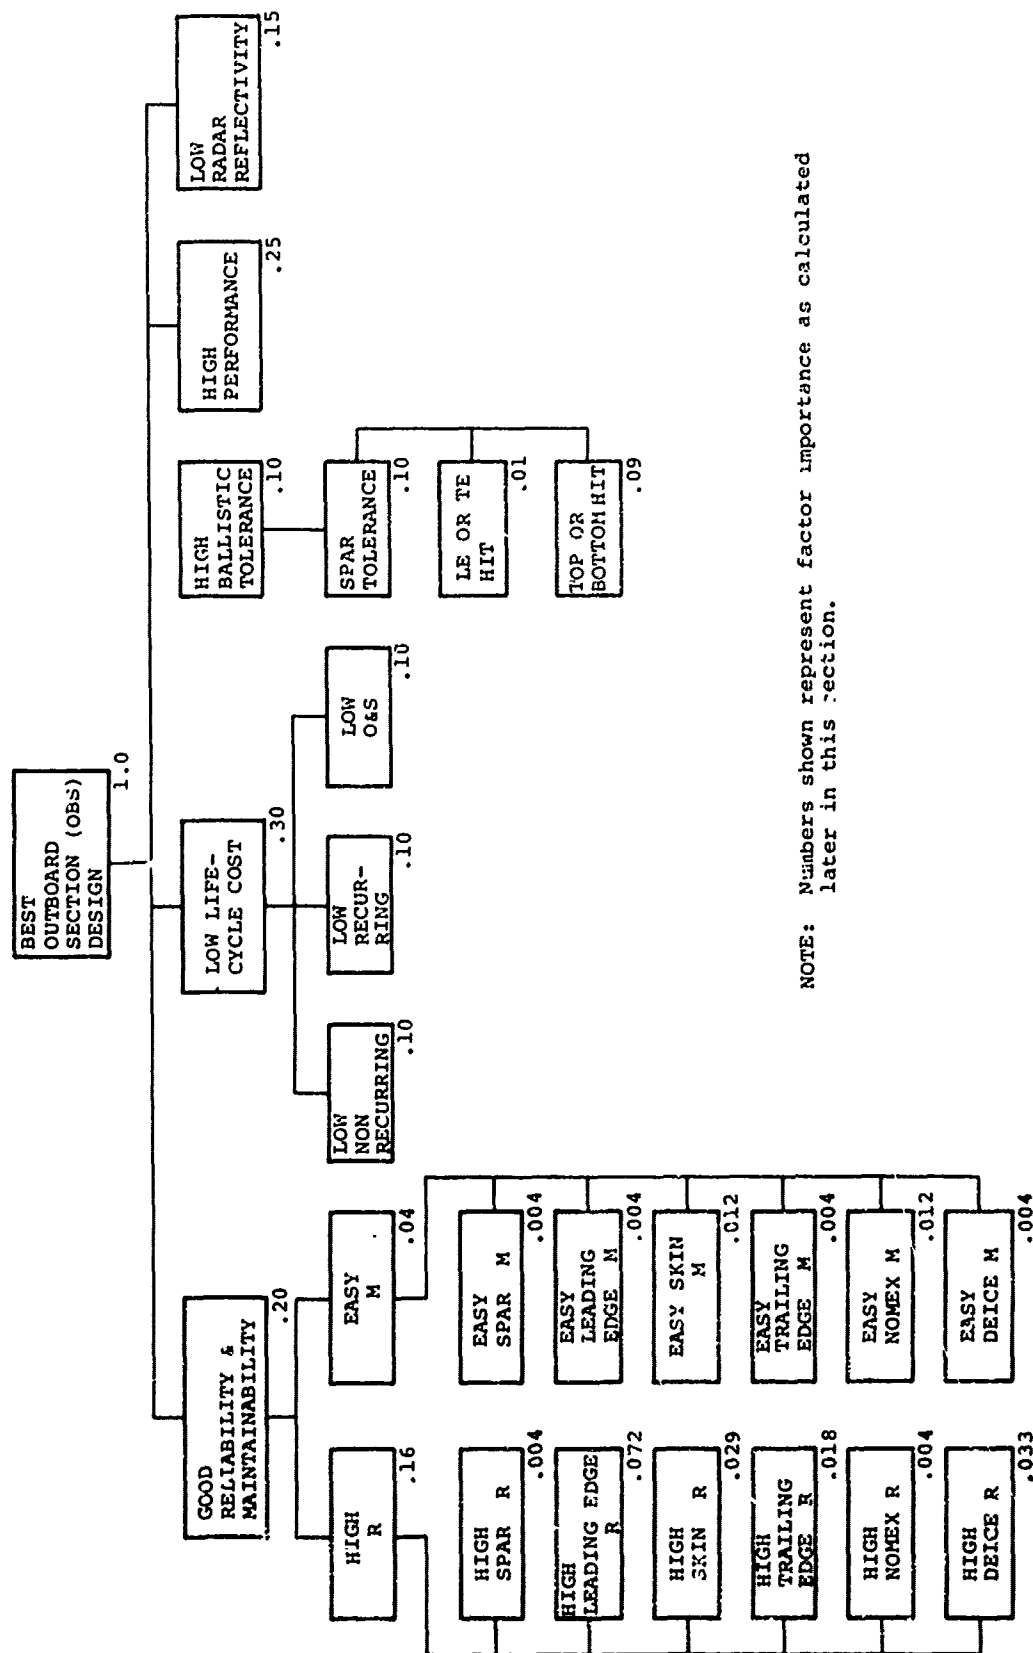 BEST
OUTBOARD
SECTION (OBS)
DESIGN
1.0
GOOD
RELIABILITY &
MAINTAINABILITY
.20
LOW LIFE-
CYCLE COST
.30
HIGH
BALLISTIC
TOLERANCE
.10
HIGH
PERFORMANCE
.25
LOW
RADAR
REFLECTIVITY
.15
HIGH
R
.16
EASY
M
.04
LOW
NON
RECURRING
.10
LOW
RECUR-
RING
.10
LOW
O&S
.10
SPAR
TOLERANCE
.10
HIGH
SPAR R
.004
EASY
SPAR M
.004
LE OR TE
HIT
.01
HIGH
LEADING EDGE
R
.072
EASY
LEADING
EDGE M
.004
TOP OR
BOTTOM HIT
.09
HIGH
SKIN R
.029
EASY SKIN
M
.012
HIGH
TRAILING
EDGE R
.018
EASY
TRAILING
EDGE M
.004
HIGH
NOMEX R
.004
EASY
NOMEX M
.012
HIGH
DEICE R
.033
EASY
DEICE M
.004
NOTE: Numbers shown represent factor importance as calculated
later in this section.